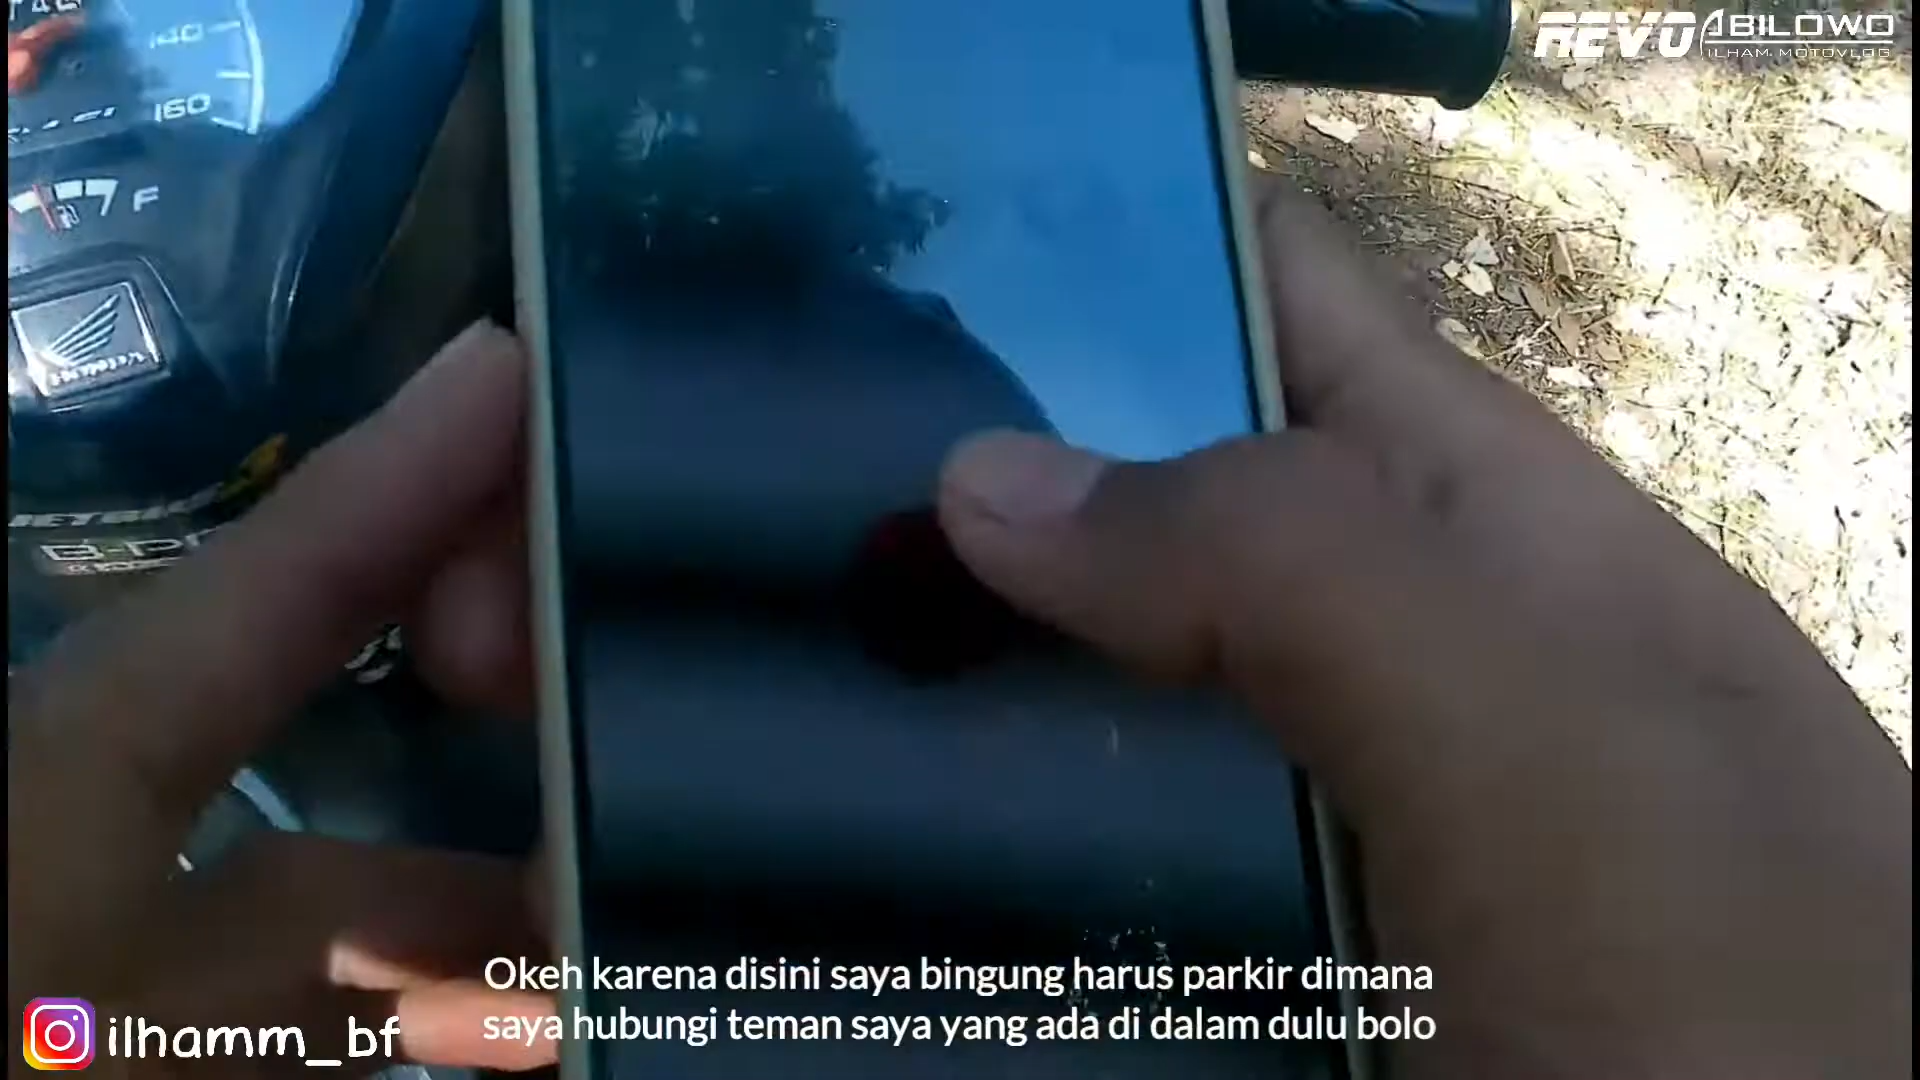 140
160
F
REVO ABILOWO
ILHAM MOTOVLOG
Okeh karena disini saya bingung harus parkir dimana
saya hubungi teman saya yang ada di dalam dulu bolo
ilhamm_bf